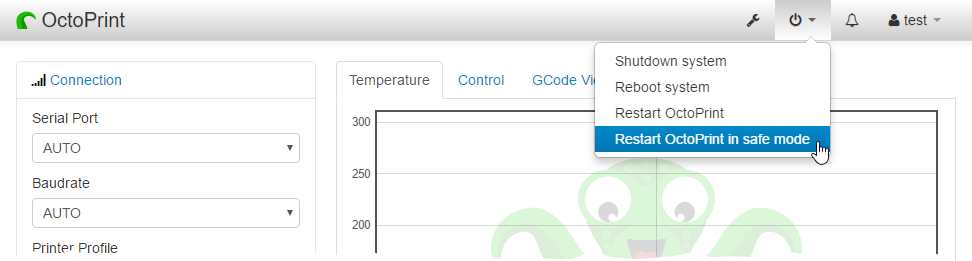 OctoPrint
test
Connection
Serial Port
AUTO
Baudrate
AUTO
Printer Profile
Temperature
Control
GCode Vi
Shutdown system
Reboot system
Restart OctoPrint
Restart OctoPrint in safe mode
300
250
200